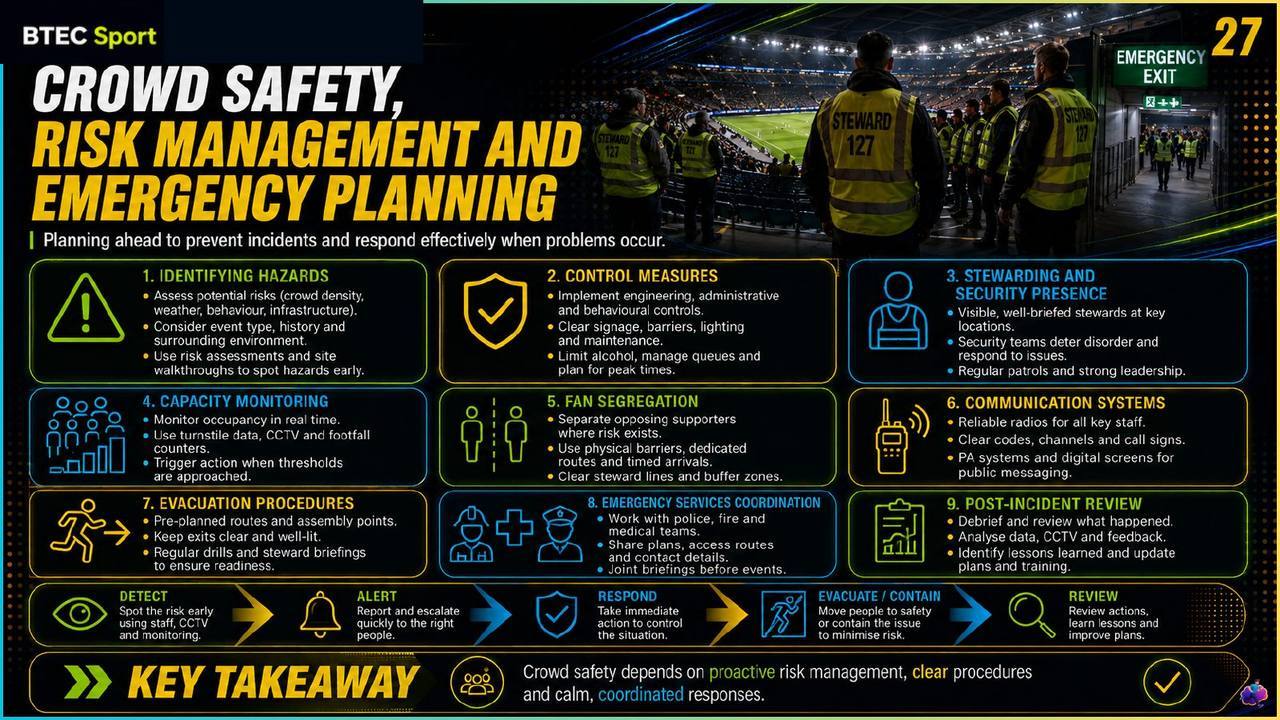 BTEC Sport
27
EMERGENCY
EXIT
STEWARD
127
STEWARD
127
STEWARD
127
CROWD SAFETY,
RISK MANAGEMENT AND
EMERGENCY PLANNING
Planning ahead to prevent incidents and respond effectively when problems occur.
1. IDENTIFYING HAZARDS
• Assess potential risks (crowd density,
weather, behaviour, infrastructure).
• Consider event type, history and
surrounding environment.
• Use risk assessments and site
walkthroughs to spot hazards early.
2. CONTROL MEASURES
• Implement engineering, administrative
and behavioural controls.
• Clear signage, barriers, lighting
and maintenance.
• Limit alcohol, manage queues and
plan for peak times.
3. STEWARDING AND
SECURITY PRESENCE
• Visible, well-briefed stewards at key
locations.
• Security teams deter disorder and
respond to issues.
• Regular patrols and strong leadership.
4. CAPACITY MONITORING
• Monitor occupancy in real time.
• Use turnstile data, CCTV and footfall
counters.
• Trigger action when thresholds
are approached.
5. FAN SEGREGATION
• Separate opposing supporters
where risk exists.
• Use physical barriers, dedicated
routes and timed arrivals.
• Clear steward lines and buffer zones.
6. COMMUNICATION SYSTEMS
• Reliable radios for all key staff.
• Clear codes, channels and call signs.
• PA systems and digital screens for
public messaging.
7. EVACUATION PROCEDURES
• Pre-planned routes and assembly points.
• Keep exits clear and well-lit.
• Regular drills and steward briefings
to ensure readiness.
8. EMERGENCY SERVICES COORDINATION
• Work with police, fire and
medical teams.
• Share plans, access routes
and contact details.
• Joint briefings before events.
9. POST-INCIDENT REVIEW
• Debrief and review what happened.
• Analyse data, CCTV and feedback.
• Identify lessons learned and update
plans and training.
DETECT
Spot the risk early
using staff, CCTV
and monitoring.
ALERT
Report and escalate
quickly to the right
people.
RESPOND
Take immediate
action to control
the situation.
EVACUATE / CONTAIN
Move people to safety
or contain the issue
to minimise risk.
REVIEW
Review actions,
learn lessons and
improve plans.
KEY TAKEAWAY
Crowd safety depends on proactive risk management, clear procedures
and calm, coordinated responses.